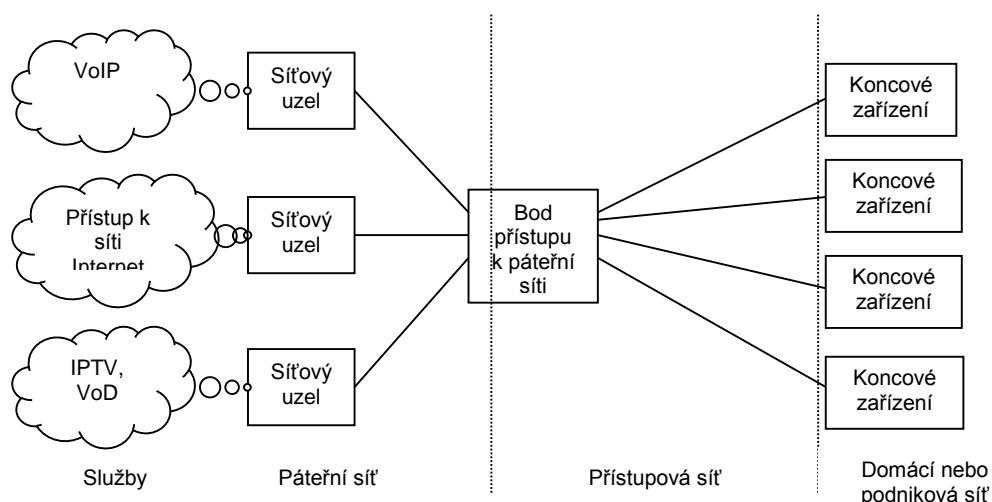 VoIP
Síťový
uzel
Koncové
zařízení
Koncové
zařízení
Přístup k
síti
Internet
Síťový
uzel
Bod
přístupu
k páteřní
síti
Koncové
zařízení
IPTV,
VoD
Síťový
uzel
Koncové
zařízení
Služby
Páteřní síť
Přístupová síť
Domácí nebo
podniková síť